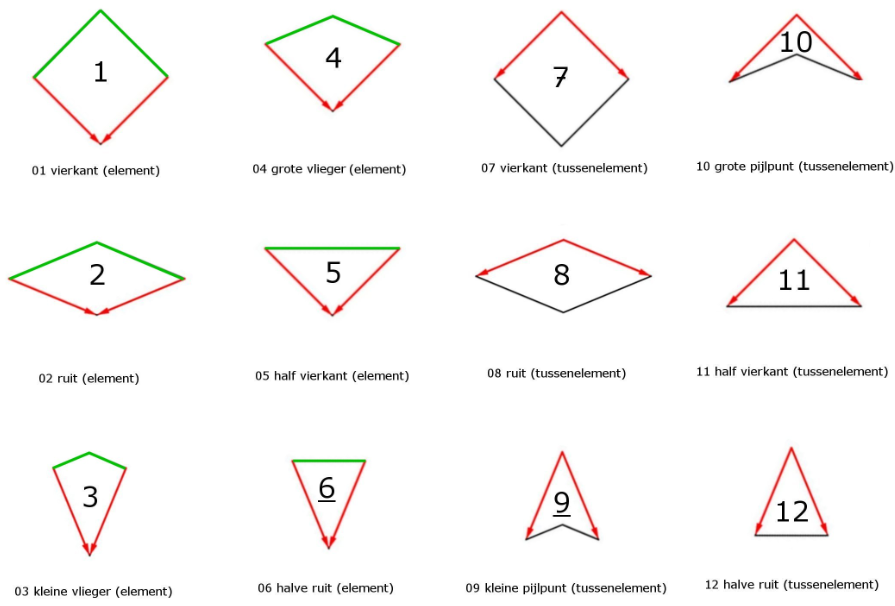 1
4
7
10
01 vierkant (element)
04 grote vlieger (element)
07 vierkant (tussenelement)
10 grote pijlpunt (tussenelement)
2
5
8
11
02 ruit (element)
05 half vierkant (element)
08 ruit (tussenelement)
11 half vierkant (tussenelement)
3
6
9
12
03 kleine vlieger (element)
06 halve ruit (element)
09 kleine pijlpunt (tussenelement)
12 halve ruit (tussenelement)